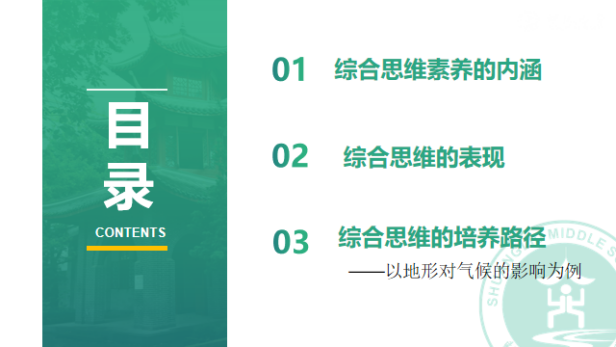 目
录
CONTENTS
01 综合思维素养的内涵
02 综合思维的表现
03 综合思维的培养路径
——以地形对气候的影响为例
MIDDLE